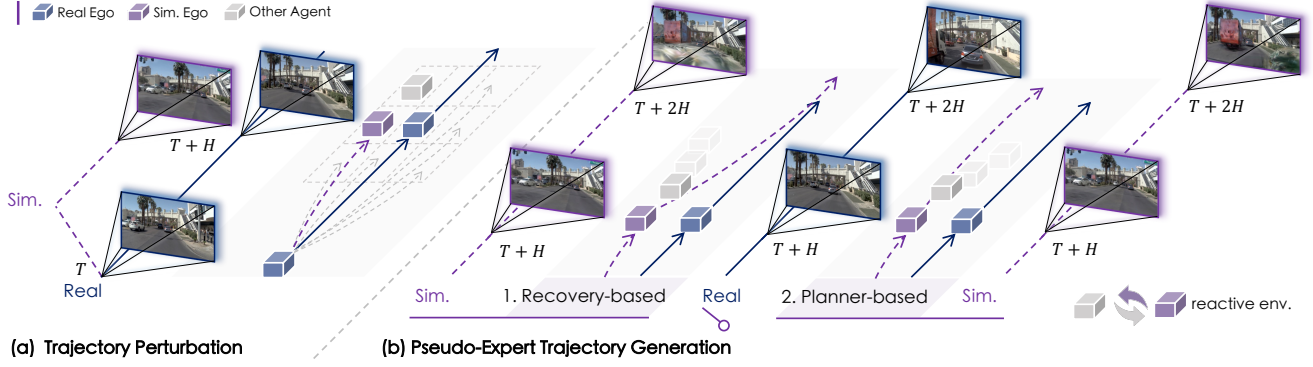 Real Ego Sim. Ego Other Agent
T + H
Sim.
T
Real
(a) Trajectory Perturbation
T + 2H
T + H
Sim.
1. Recovery-based
Real
T + 2H
T + H
2. Planner-based
Sim.
T + 2H
T + H
reactive env.
(b) Pseudo-Expert Trajectory Generation